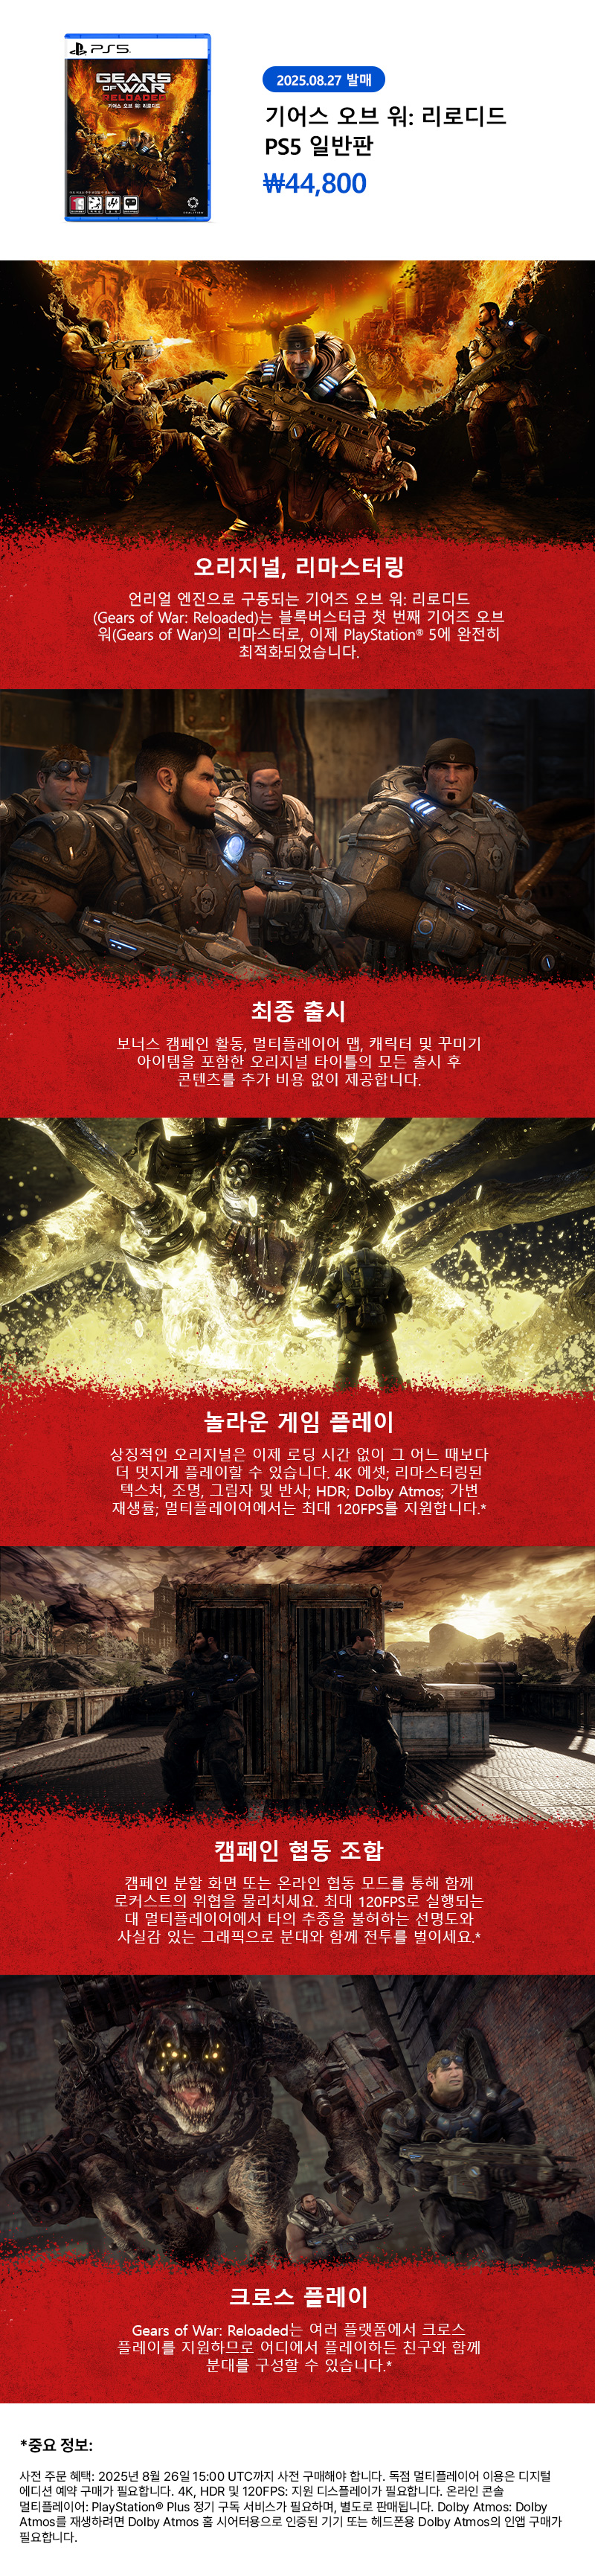 PS5
GEARS
OF WAR
RELOADED
기어스 오브 워: 리로디드
2025.08.27 발매
기어스 오브 워: 리로디드
PS5 일반판
₩44,800
오리지널, 리마스터링
언리얼 엔진으로 구동되는 기어즈 오브 워: 리로디드
(Gears of War: Reloaded)는 블록버스터급 첫 번째 기어즈 오브
워(Gears of War)의 리마스터로, 이제 PlayStation® 5에 완전히
최적화되었습니다.
최종 출시
보너스 캠페인 활동, 멀티플레이어 맵, 캐릭터 및 꾸미기
아이템을 포함한 오리지널 타이틀의 모든 출시 후
콘텐츠를 추가 비용 없이 제공합니다.
놀라운 게임 플레이
상징적인 오리지널은 이제 로딩 시간 없이 그 어느 때보다
더 멋지게 플레이할 수 있습니다. 4K 에셋; 리마스터링된
텍스처, 조명, 그림자 및 반사; HDR; Dolby Atmos; 가변
재생률; 멀티플레이어에서는 최대 120FPS를 지원합니다.*
캠페인 협동 조합
캠페인 분할 화면 또는 온라인 협동 모드를 통해 함께
로커스트의 위협을 물리치세요. 최대 120FPS로 실행되는
대 멀티플레이어에서 타의 추종을 불허하는 선명도와
사실감 있는 그래픽으로 분대와 함께 전투를 벌이세요.*
크로스 플레이
Gears of War: Reloaded는 여러 플랫폼에서 크로스
플레이를 지원하므로 어디에서 플레이하든 친구와 함께
분대를 구성할 수 있습니다.*
*중요 정보:
사전 주문 혜택: 2025년 8월 26일 15:00 UTC까지 사전 구매해야 합니다. 독점 멀티플레이어 이용은 디지털
에디션 예약 구매가 필요합니다. 4K, HDR 및 120FPS: 지원 디스플레이가 필요합니다. 온라인 콘솔
멀티플레이어: PlayStation® Plus 정기 구독 서비스가 필요하며, 별도로 판매됩니다. Dolby Atmos: Dolby
Atmos를 재생하려면 Dolby Atmos 홈 시어터용으로 인증된 기기 또는 헤드폰용 Dolby Atmos의 인앱 구매가
필요합니다.